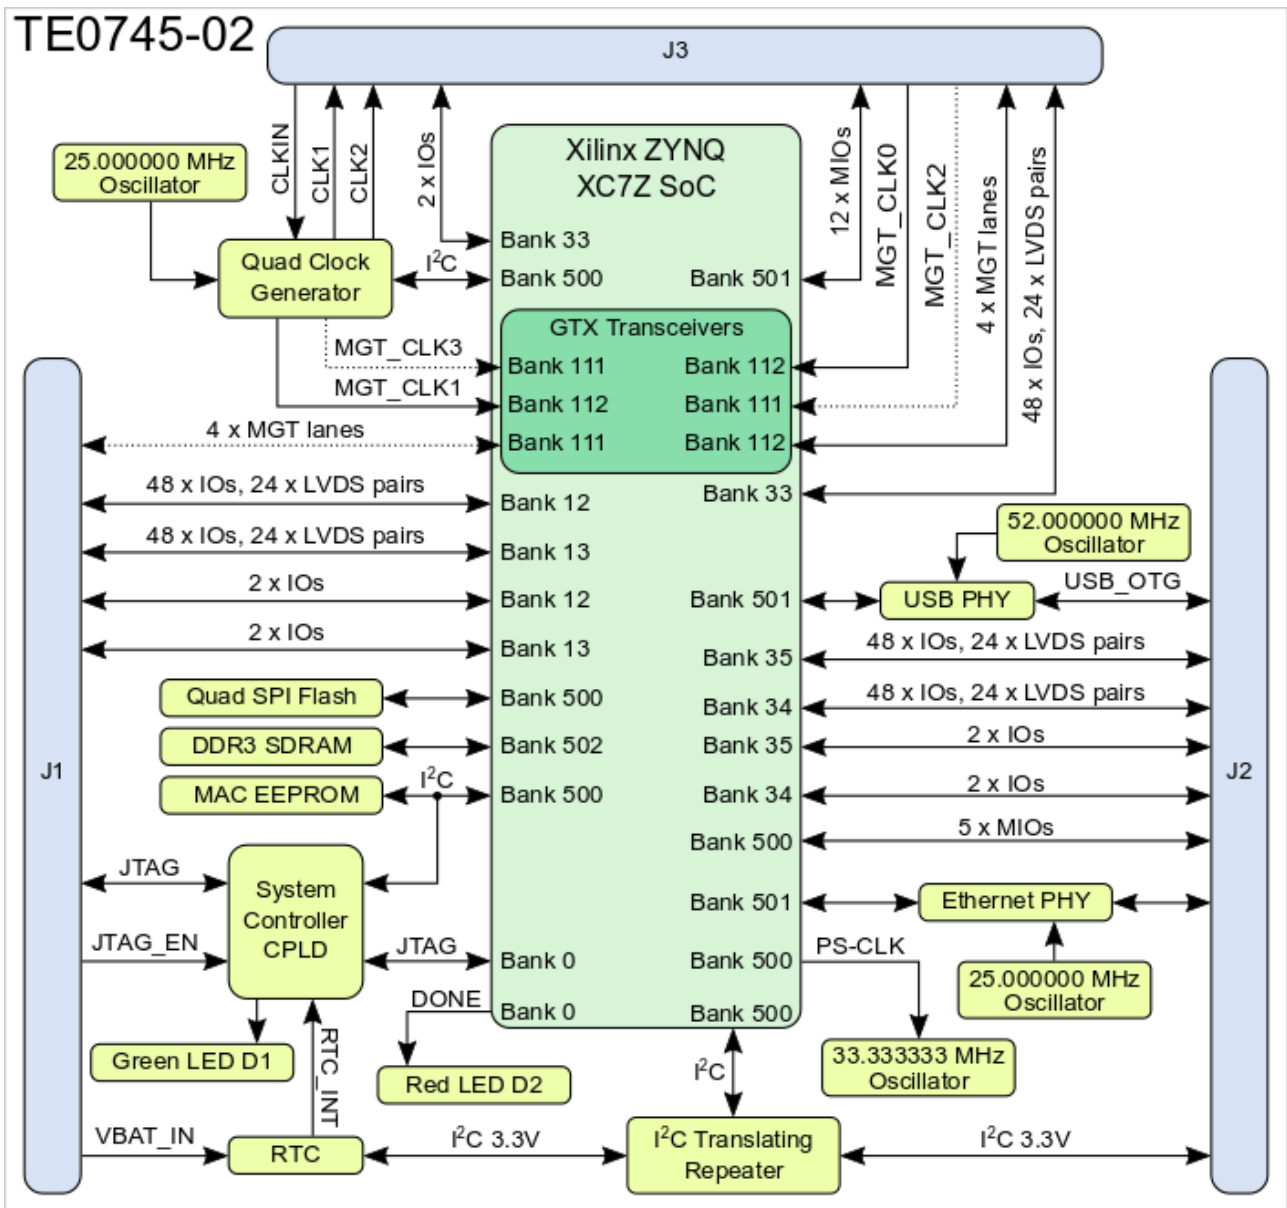 TE0745-02
J3
CLKIN
CLK1
CLK2
2 x IOs
12 x MIOs
MGT_CLK0
MGT_CLK2
4 x MGT lanes
48 x IOs, 24 x LVDS pairs
25.000000 MHz
Oscillator
Xilinx ZYNQ
XC7Z SoC
Quad Clock
Generator
I²C
Bank 33
Bank 500
Bank 501
GTX Transceivers
MGT_CLK3
Bank 111
Bank 112
MGT_CLK1
Bank 112
Bank 111
4 x MGT lanes
Bank 111
Bank 112
48 x IOs, 24 x LVDS pairs
Bank 12
Bank 33
48 x IOs, 24 x LVDS pairs
Bank 13
52.000000 MHz
Oscillator
2 x IOs
Bank 12
Bank 501
USB PHY
USB_OTG
2 x IOs
Bank 13
Bank 35
48 x IOs, 24 x LVDS pairs
Quad SPI Flash
Bank 500
Bank 34
48 x IOs, 24 x LVDS pairs
DDR3 SDRAM
Bank 502
Bank 35
2 x IOs
J1
J2
MAC EEPROM
I²C
Bank 500
Bank 34
2 x IOs
Bank 500
5 x MIOs
JTAG
System
Controller
CPLD
Bank 501
Ethernet PHY
JTAG_EN
JTAG
Bank 0
Bank 500
PS-CLK
25.000000 MHz
Oscillator
DONE
Bank 0
Bank 500
Green LED D1
RTC_INT
Red LED D2
I²C
33.333333 MHz
Oscillator
VBAT_IN
RTC
I²C 3.3V
I²C Translating
Repeater
I²C 3.3V